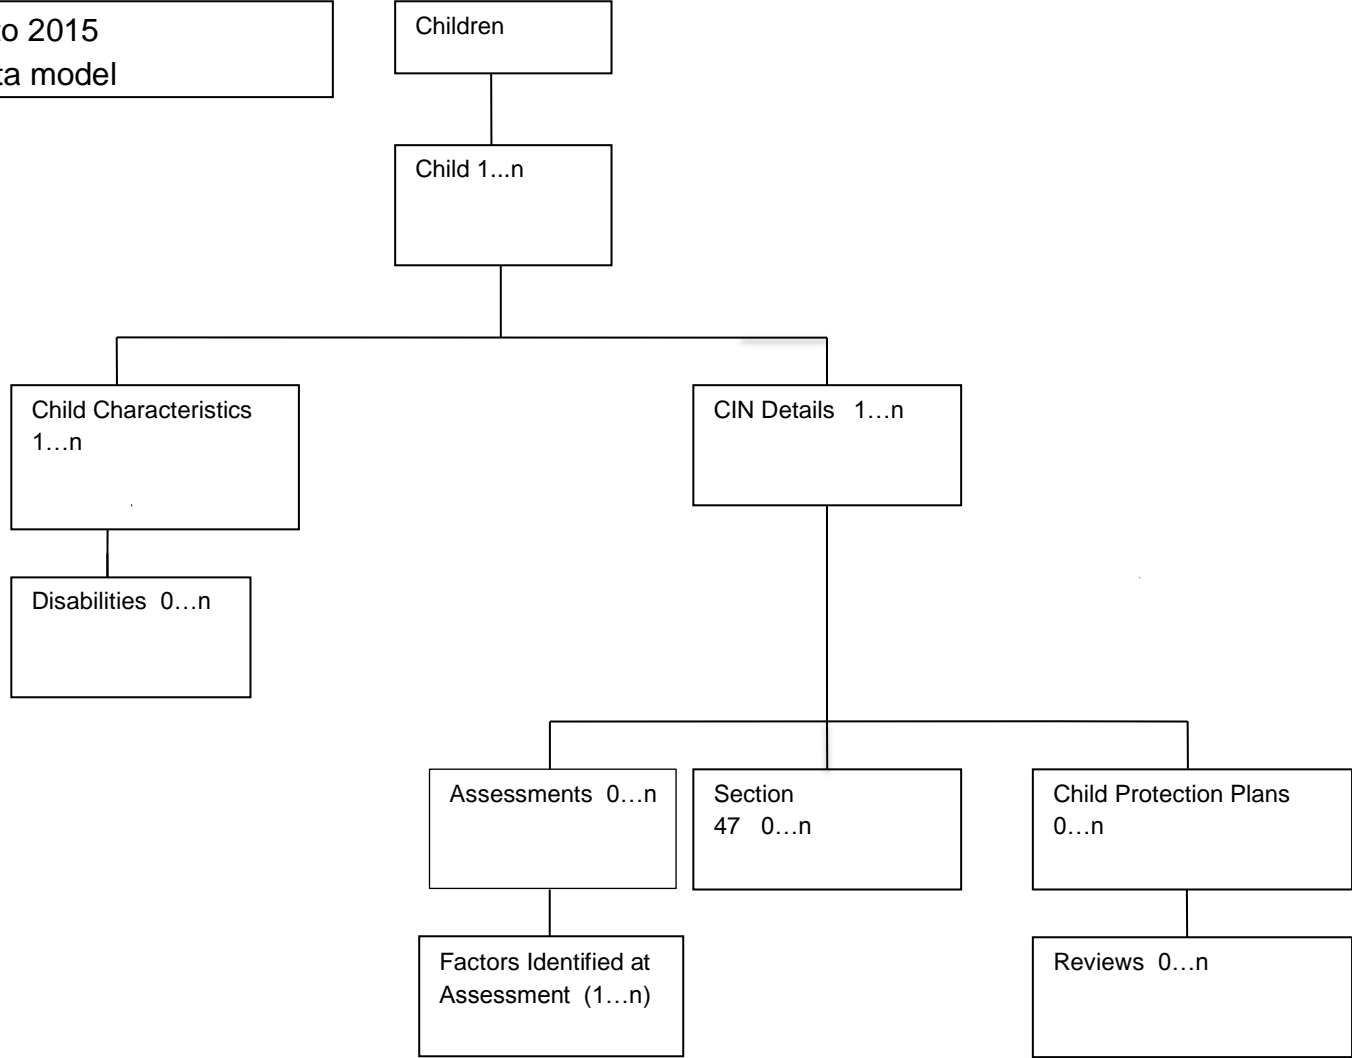 to 2015
ta model
Children
Child 1...n
Child Characteristics
1…n
CIN Details 1…n
Disabilities 0…n
Assessments 0…n
Section
47 0…n
Child Protection Plans
0…n
Factors Identified at
Assessment (1…n)
Reviews 0…n